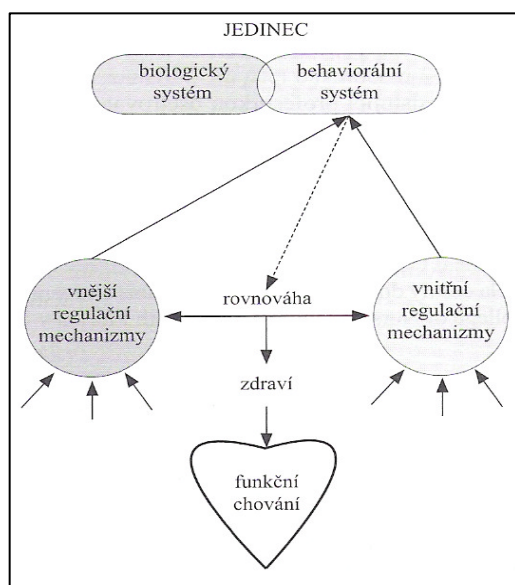 JEDINEC
biologický
systém
behaviorální
systém
vnější
regulační
mechanizmy
rovnováha
vnitřní
regulační
mechanizmy
zdraví
funkční
chování